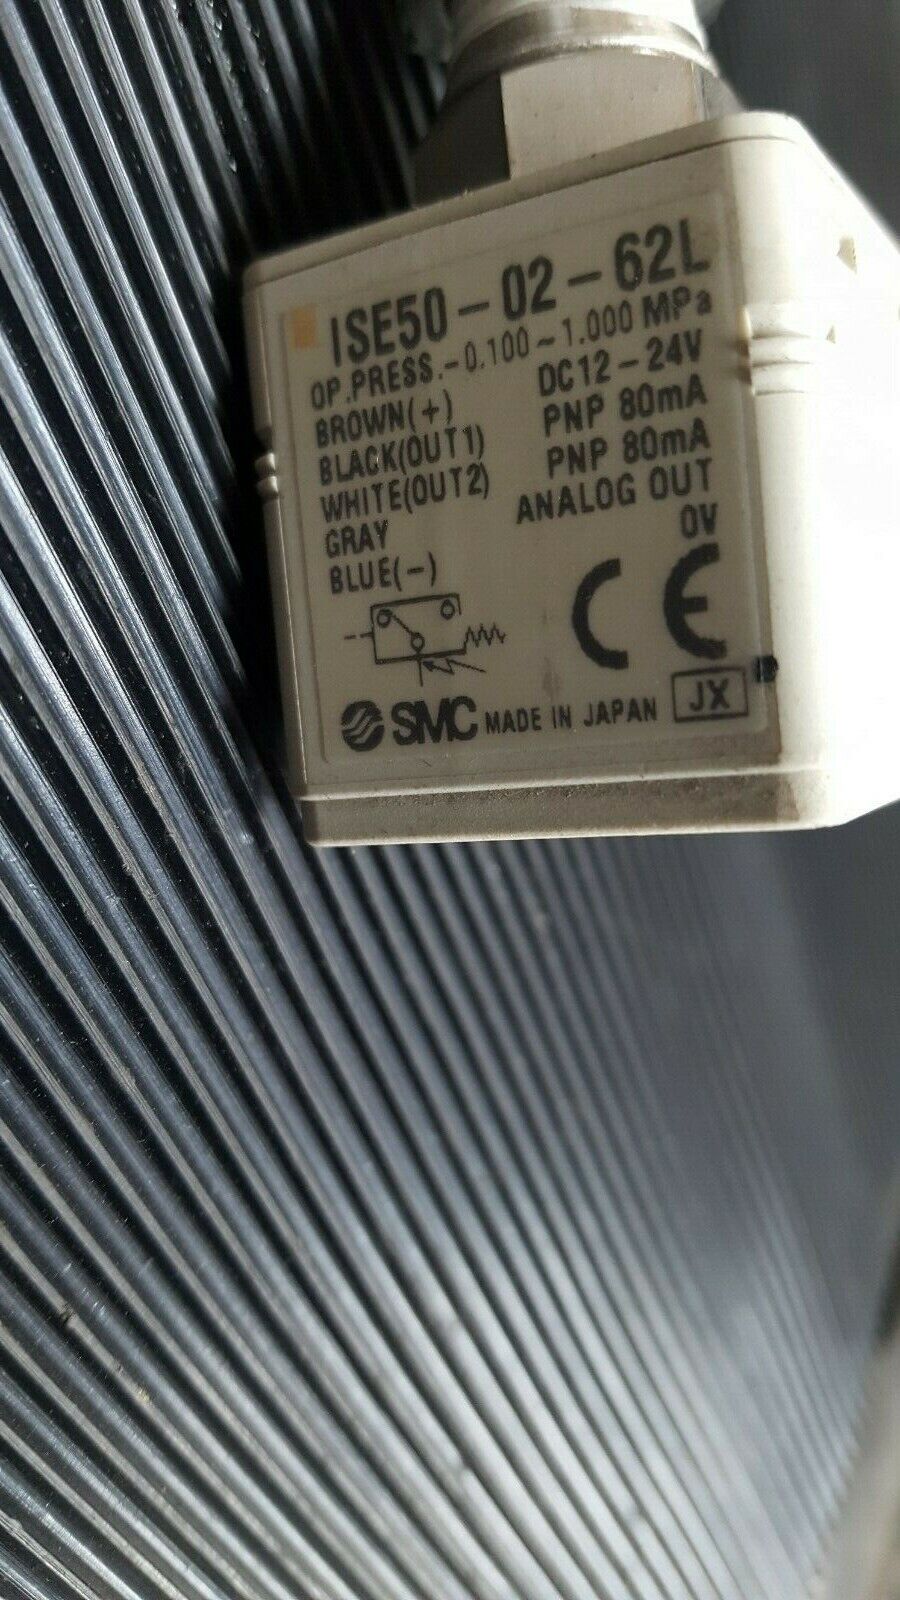 ISE50-02-62L
OP.PRESS.-0.100~1.000 MPa
BROWN(+) DC12-24V
BLACK(OUT1) PNP 80mA
WHITE(OUT2) PNP 80mA
GRAY ANALOG OUT
BLUE(-) 0V
CE
SMC MADE IN JAPAN JX